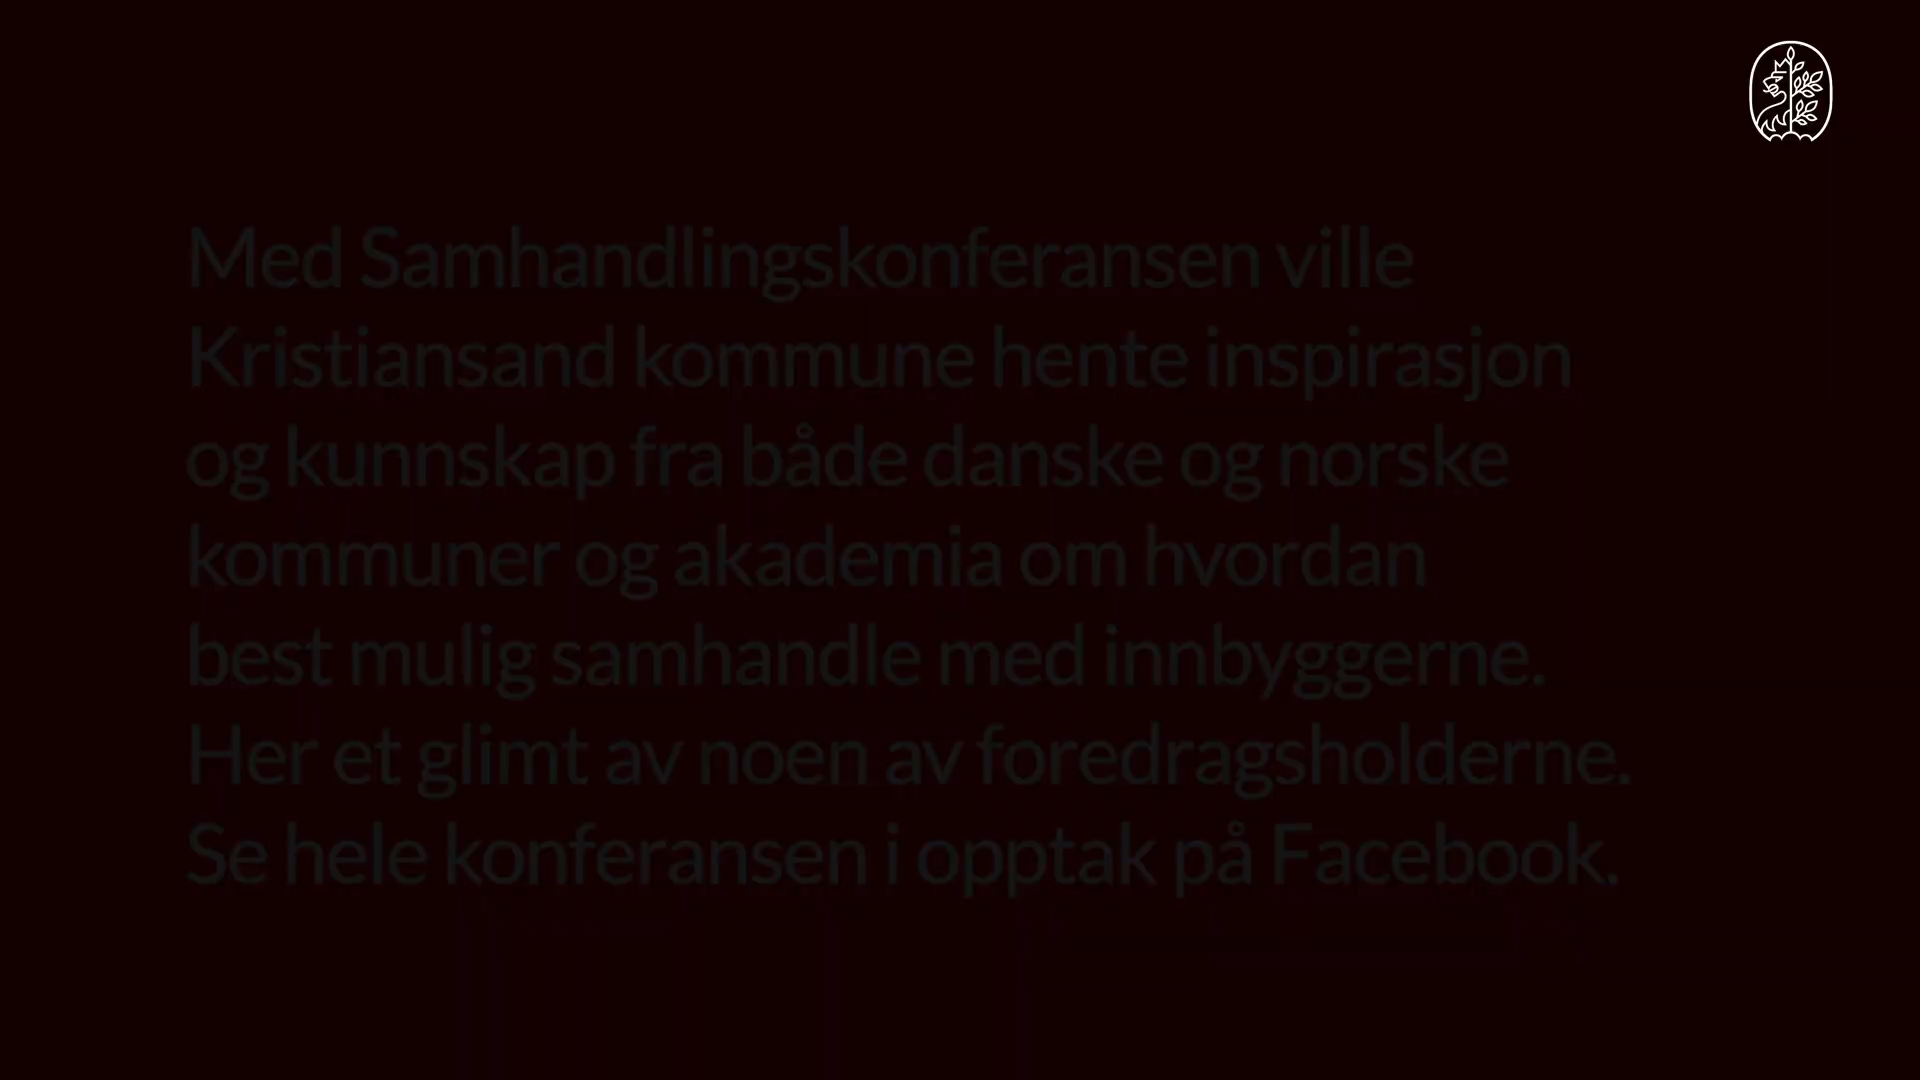 Med Samhandlingskonferansen ville
Kristiansand kommune hente inspirasjon
og kunnskap fra både danske og norske
kommuner og akademia om hvordan
best mulig samhandle med innbyggerne.
Her et glimt av noen av foredragsholderne.
Se hele konferansen i opptak på Facebook.